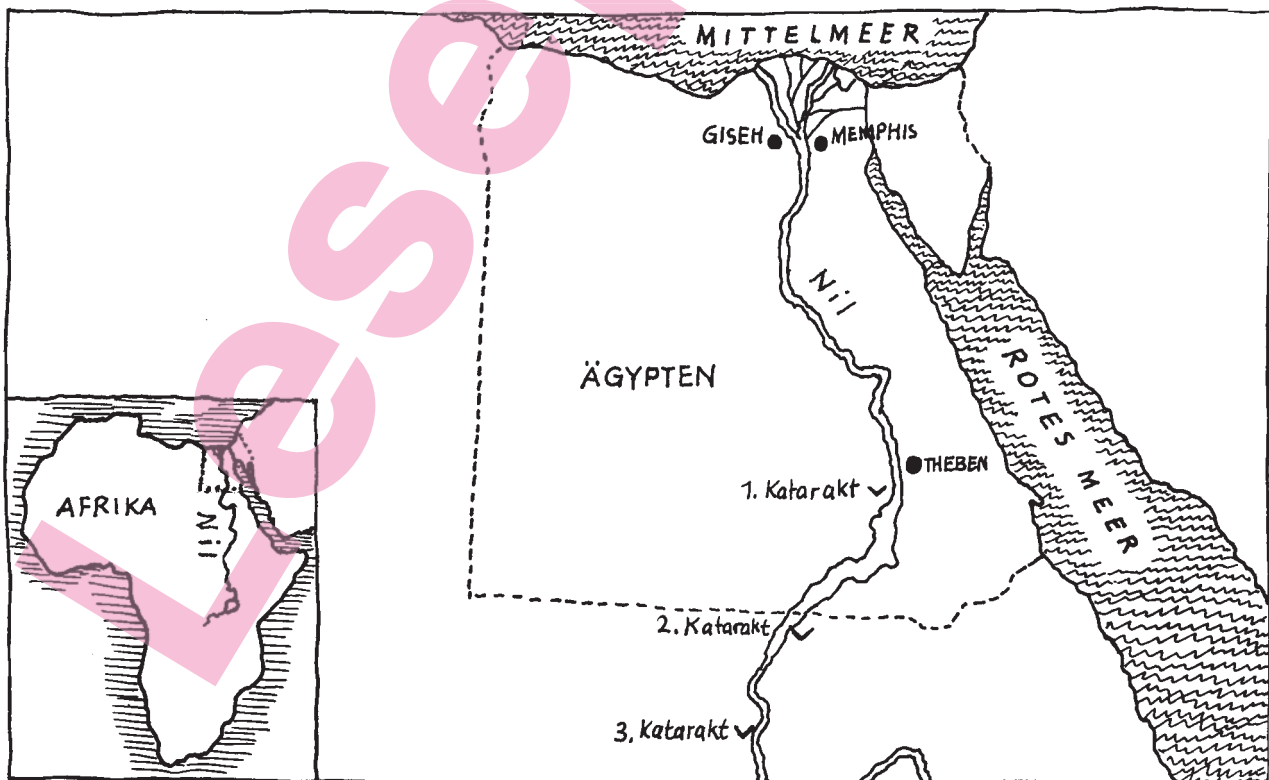 MITTELMEER
GISEH
MEMPHIS
Nil
ÄGYPTEN
ROTES MEER
THEBEN
1. Katarakt
AFRIKA
Nil
2. Katarakt
3. Katarakt
Lese